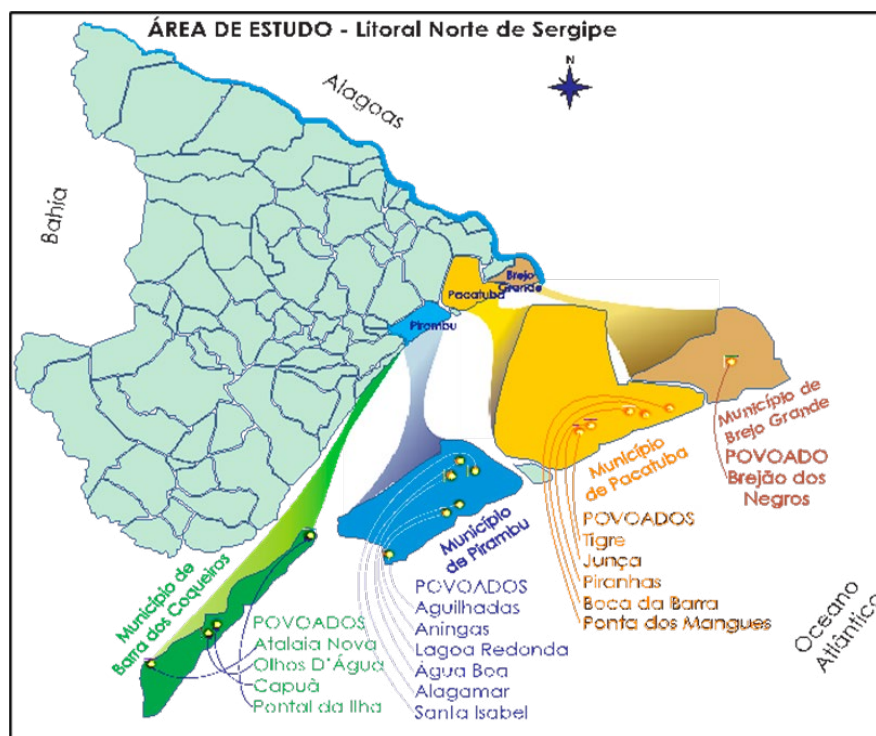 ÁREA DE ESTUDO - Litoral Norte de Sergipe
N
Alagoas
Bahia
Brejo
Grande
Pacatuba
Pirambu
Município de
Brejo Grande
POVOADO
Brejão dos
Negros
Município
de Pacatuba
POVOADOS
Tigre
Junça
Piranhas
Boca da Barra
Ponta dos Mangues
Município
de Pirambu
POVOADOS
Aguilhadas
Aningas
Lagoa Redonda
Água Boa
Alagamar
Santa Isabel
Município de
Barra dos Coqueiros
POVOADOS
Atalaia Nova
Olhos D'Água
Capuã
Pontal da Ilha
Oceano
Atlântico